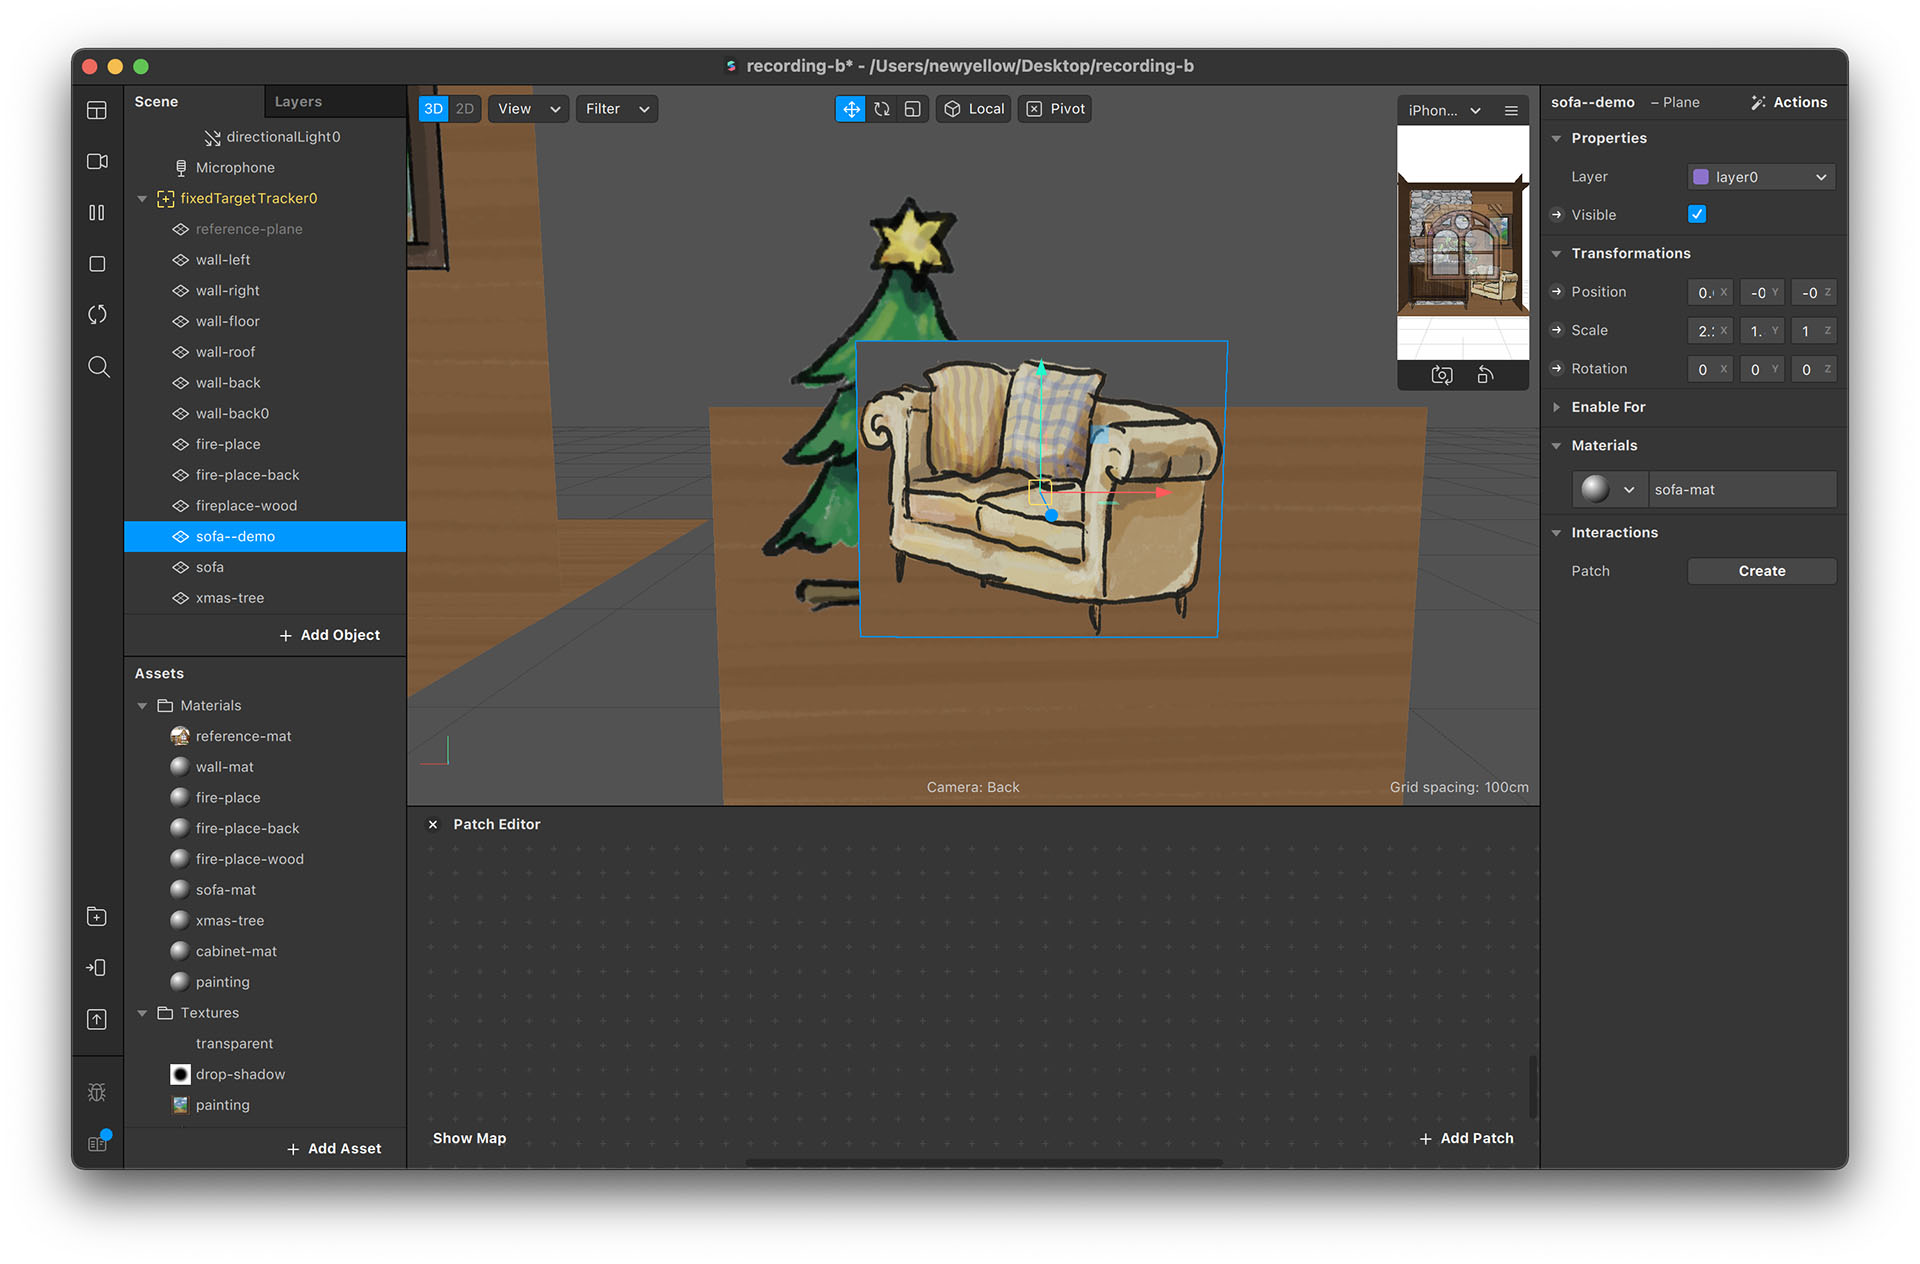 recording-b* - /Users/newyellow/Desktop/recording-b
Scene
Layers
directionalLight0
Microphone
fixedTargetTracker0
reference-plane
wall-left
wall-right
wall-floor
wall-roof
wall-back
wall-back0
fire-place
fire-place-back
fireplace-wood
sofa--demo
sofa
xmas-tree
+ Add Object
Assets
Materials
reference-mat
wall-mat
fire-place
fire-place-back
fire-place-wood
sofa-mat
xmas-tree
cabinet-mat
painting
Textures
transparent
drop-shadow
painting
+ Add Asset
3D 2D View Filter
Local Pivot
iPhon...
Camera: Back
Grid spacing: 100cm
Patch Editor
Show Map
+ Add Patch
sofa--demo – Plane Actions
Properties
Layer layer0
Visible
Transformations
Position 0. X -0 Y -0 Z
Scale 2. X 1. Y 1 Z
Rotation 0 X 0 Y 0 Z
Enable For
Materials
sofa-mat
Interactions
Patch Create